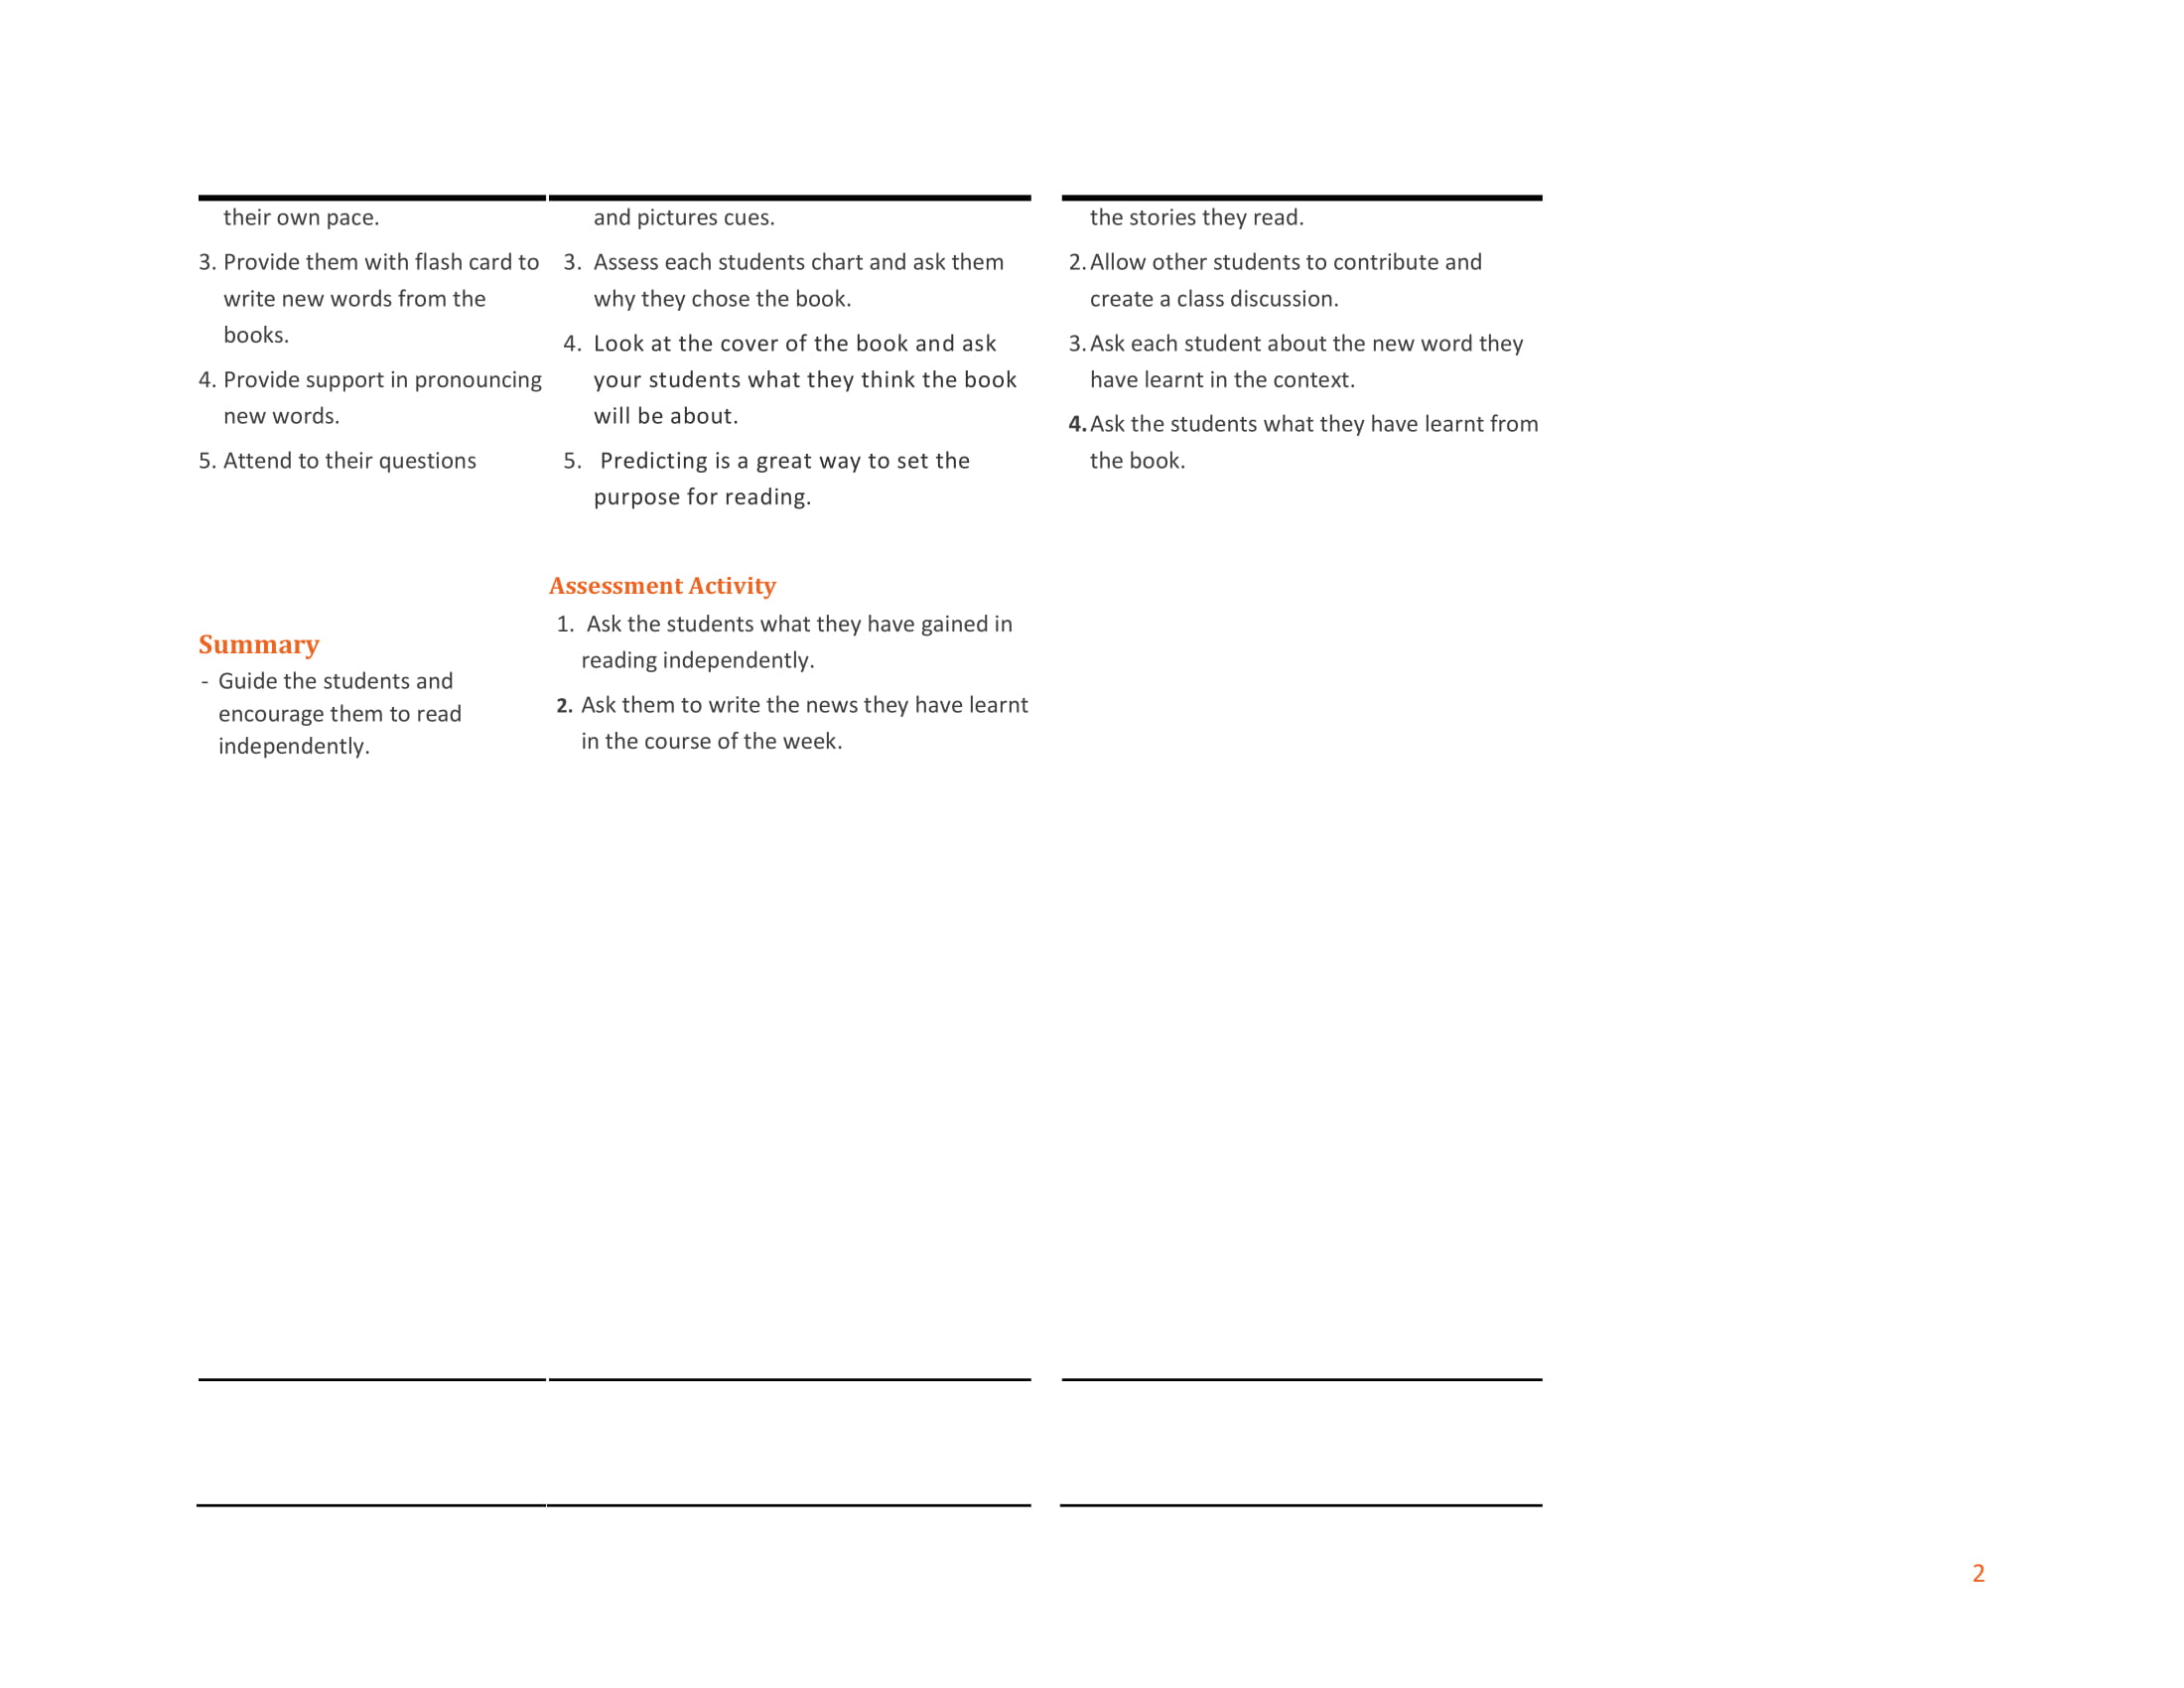 their own pace.
3. Provide them with flash card to
write new words from the
books.
4. Provide support in pronouncing
new words.
5. Attend to their questions
Summary
- Guide the students and
encourage them to read
independently.
and pictures cues.
3. Assess each students chart and ask them
why they chose the book.
4. Look at the cover of the book and ask
your students what they think the book
will be about.
5. Predicting is a great way to set the
purpose for reading.
Assessment Activity
1. Ask the students what they have gained in
reading independently.
2. Ask them to write the news they have learnt
in the course of the week.
the stories they read.
2. Allow other students to contribute and
create a class discussion.
3. Ask each student about the new word they
have learnt in the context.
4. Ask the students what they have learnt from
the book.
2